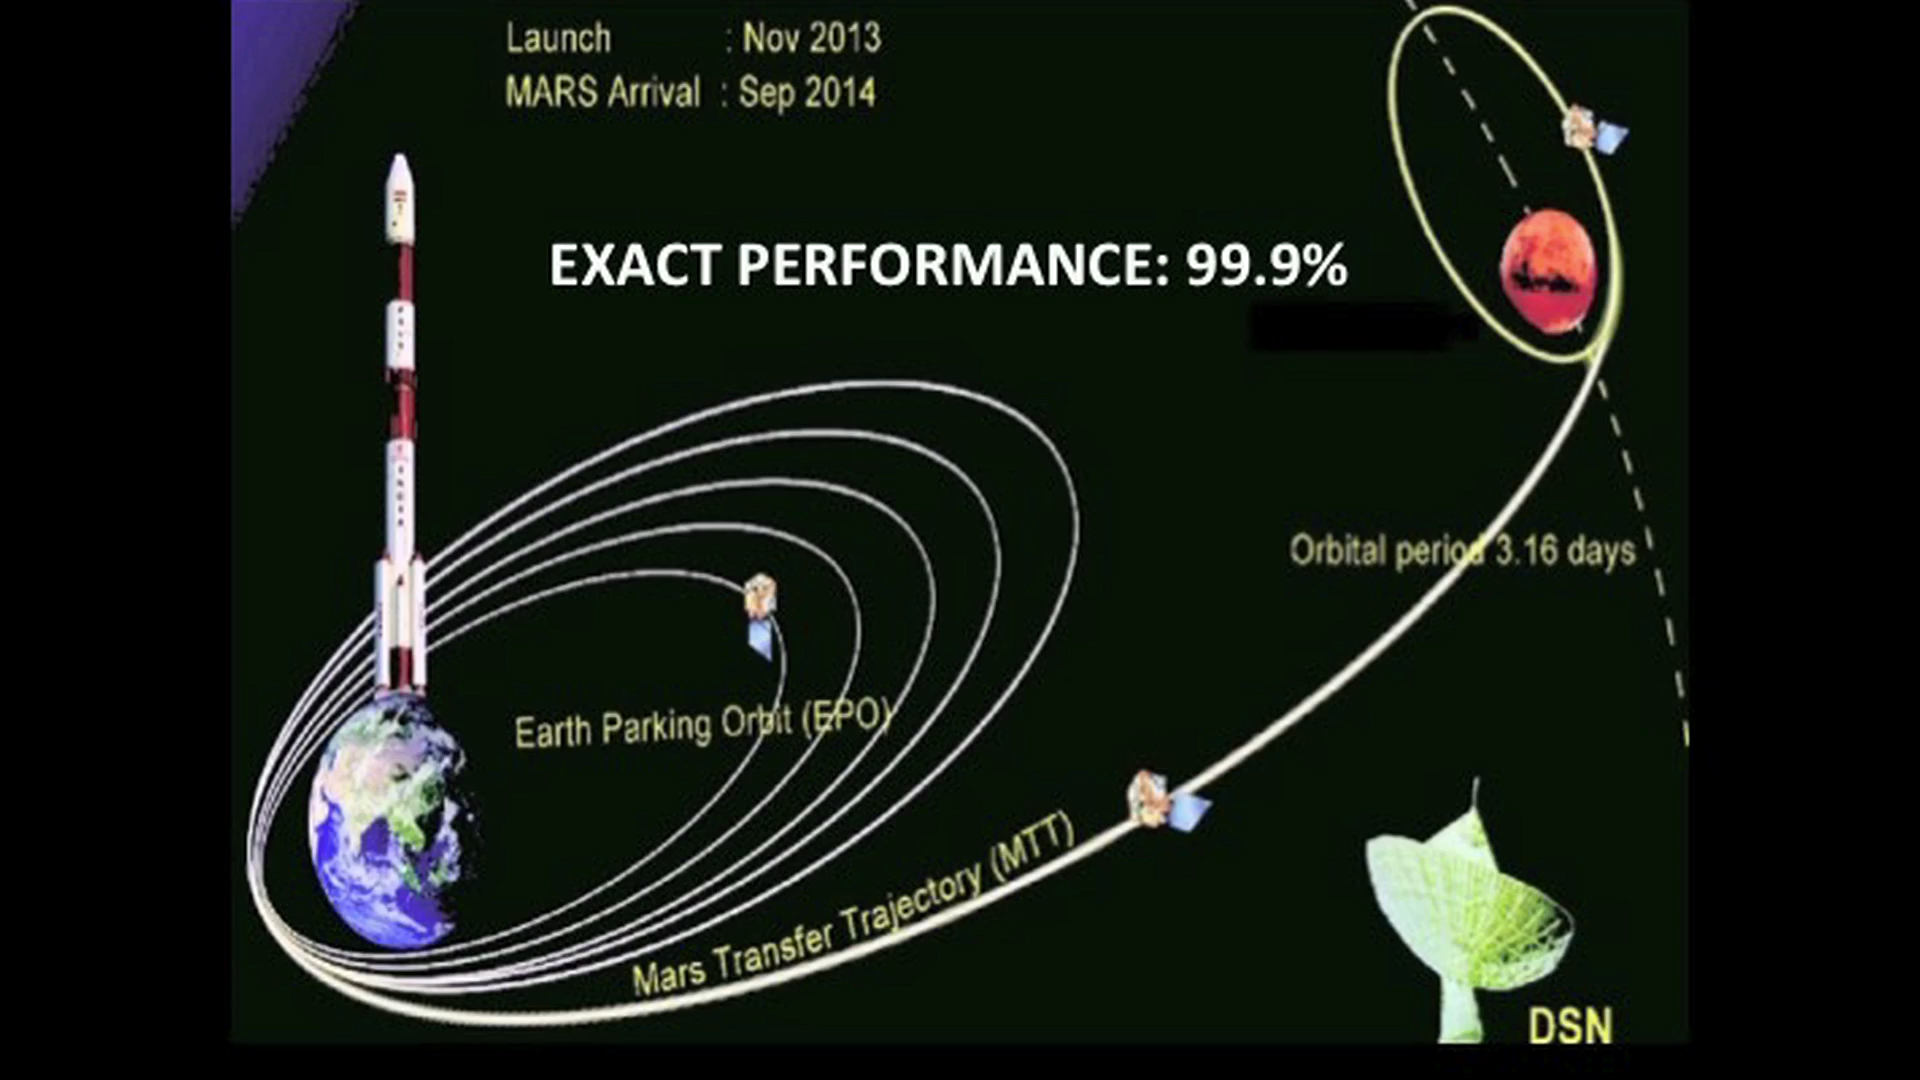 Launch : Nov 2013
MARS Arrival : Sep 2014
EXACT PERFORMANCE: 99.9%
Orbital period 3.16 days
Earth Parking Orbit (EPO)
Mars Transfer Trajectory (MTT)
DSN